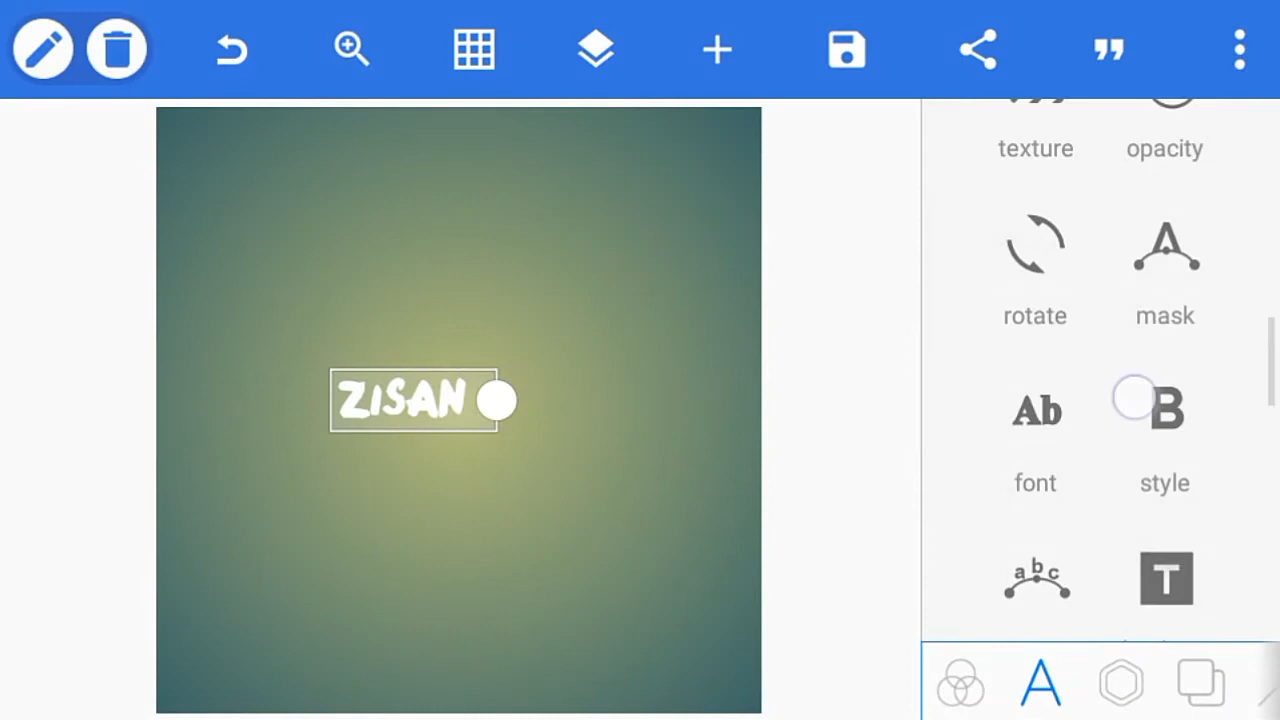 texture
opacity
ZISAN
rotate
mask
Ab
B
font
style
abc
T
A